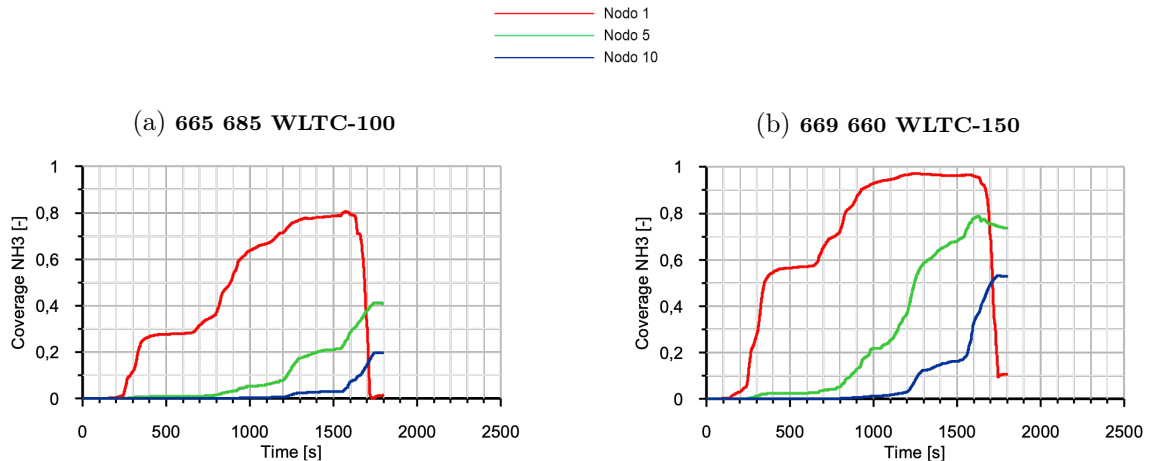 Nodo 1
Nodo 5
Nodo 10
(a) 665 685 WLTC-100
Coverage NH3 [-]
1
0,8
0,6
0,4
0,2
0
0 500 1000 1500 2000 2500
Time [s]
(b) 669 660 WLTC-150
Coverage NH3 [-]
1
0,8
0,6
0,4
0,2
0
0 500 1000 1500 2000 2500
Time [s]